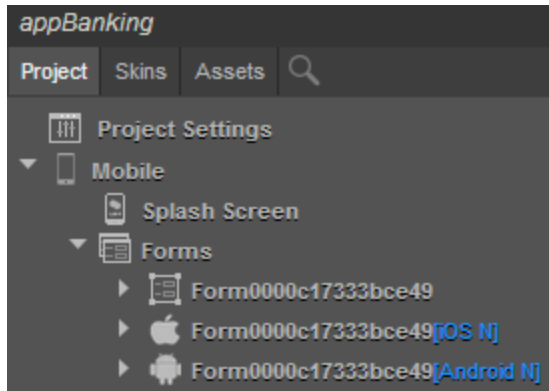 appBanking
Project Skins Assets
Project Settings
Mobile
Splash Screen
Forms
Form0000c17333bce49
Form0000c17333bce49[iOS N]
Form0000c17333bce49[Android N]